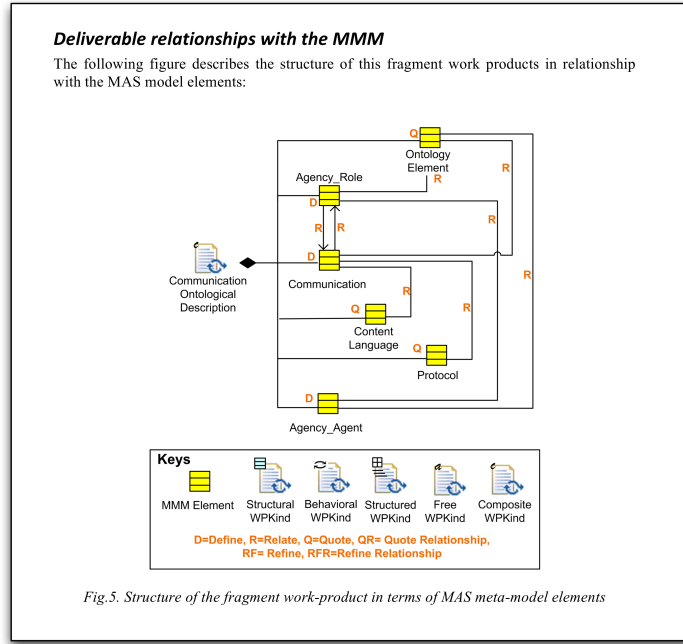 Deliverable relationships with the MMM
The following figure describes the structure of this fragment work products in relationship
with the MAS model elements:
Q
Ontology
Element
R
R
Agency_Role
D
R
R
R
R
D
Communication
Communication
Ontological
Description
R
R
Q
Content
Language
Q
Protocol
D
Agency_Agent
Keys
MMM Element
Structural
WPKind
Behavioral
WPKind
Structured
WPKind
Free
WPKind
Composite
WPKind
D=Define, R=Relate, Q=Quote, QR= Quote Relationship,
RF= Refine, RFR=Refine Relationship
Fig.5. Structure of the fragment work-product in terms of MAS meta-model elements